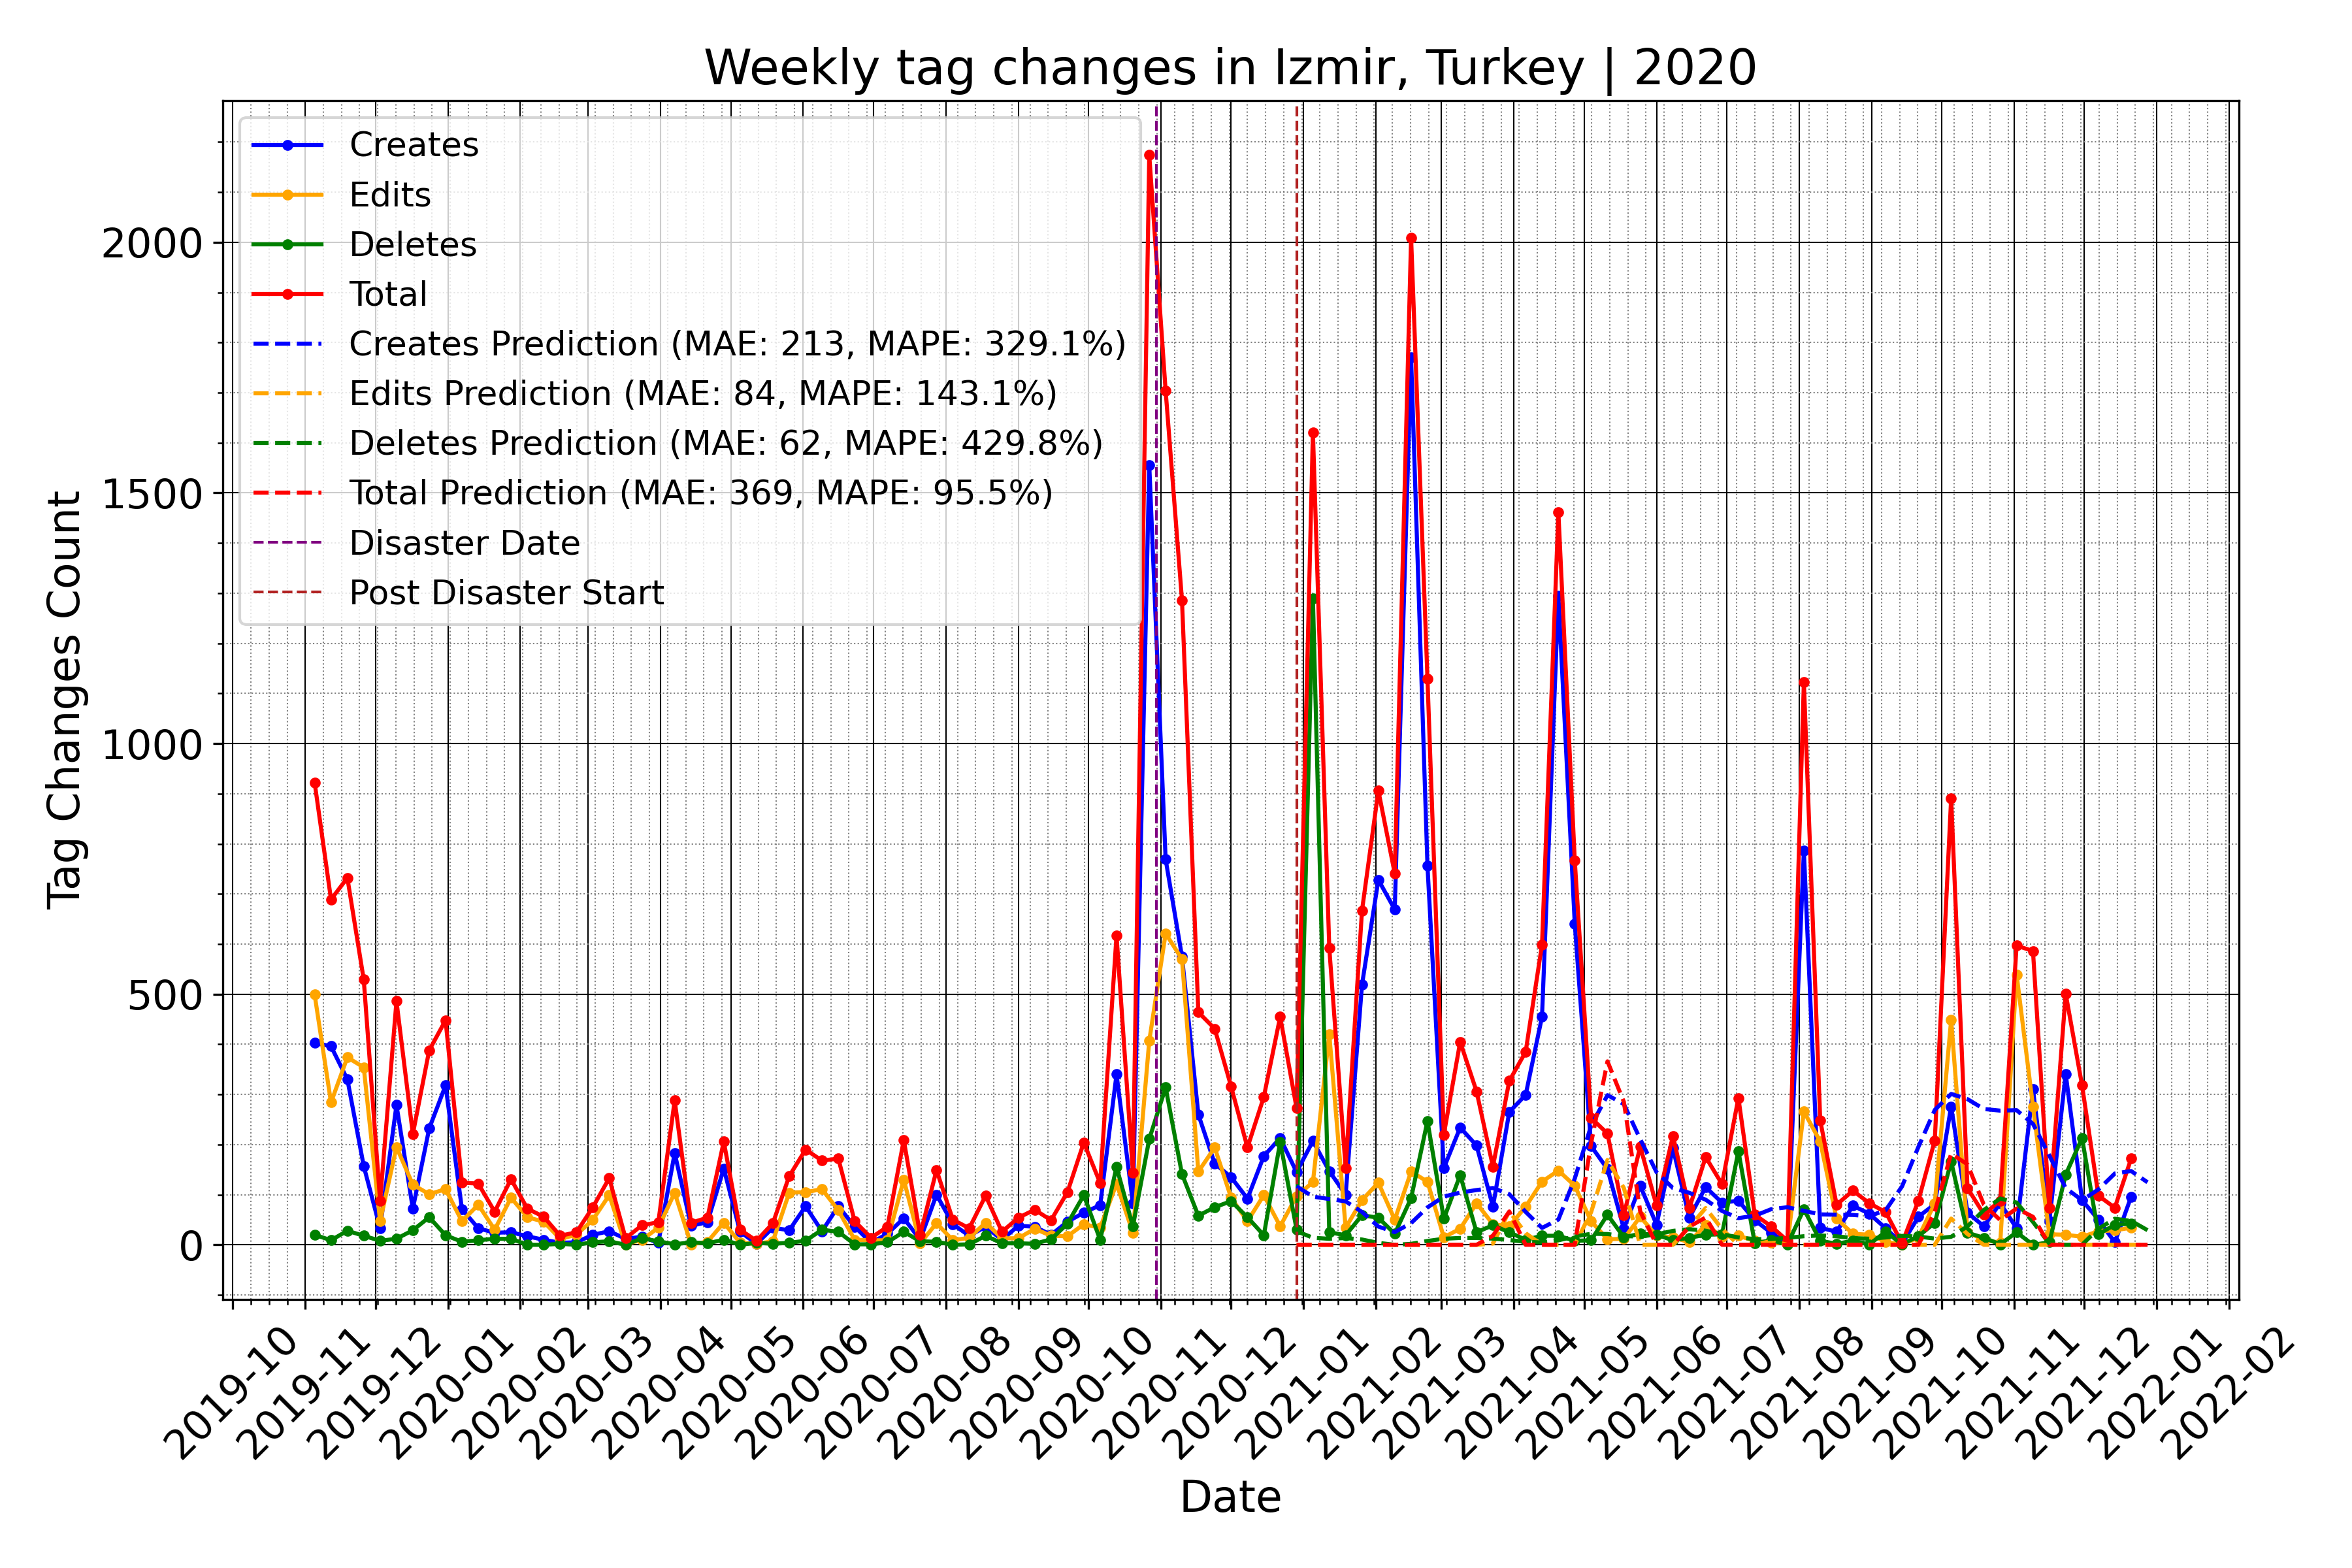 Weekly tag changes in Izmir, Turkey | 2020
Creates
Edits
Deletes
Total
Creates Prediction (MAE: 213, MAPE: 329.1%)
Edits Prediction (MAE: 84, MAPE: 143.1%)
Deletes Prediction (MAE: 62, MAPE: 429.8%)
Total Prediction (MAE: 369, MAPE: 95.5%)
Disaster Date
Post Disaster Start
Tag Changes Count
2000
1500
1000
500
0
2019-10
2019-11
2019-12
2020-01
2020-02
2020-03
2020-04
2020-05
2020-06
2020-07
2020-08
2020-09
2020-10
2020-11
2020-12
2021-01
2021-02
2021-03
2021-04
2021-05
2021-06
2021-07
2021-08
2021-09
2021-10
2021-11
2021-12
2022-01
2022-02
Date